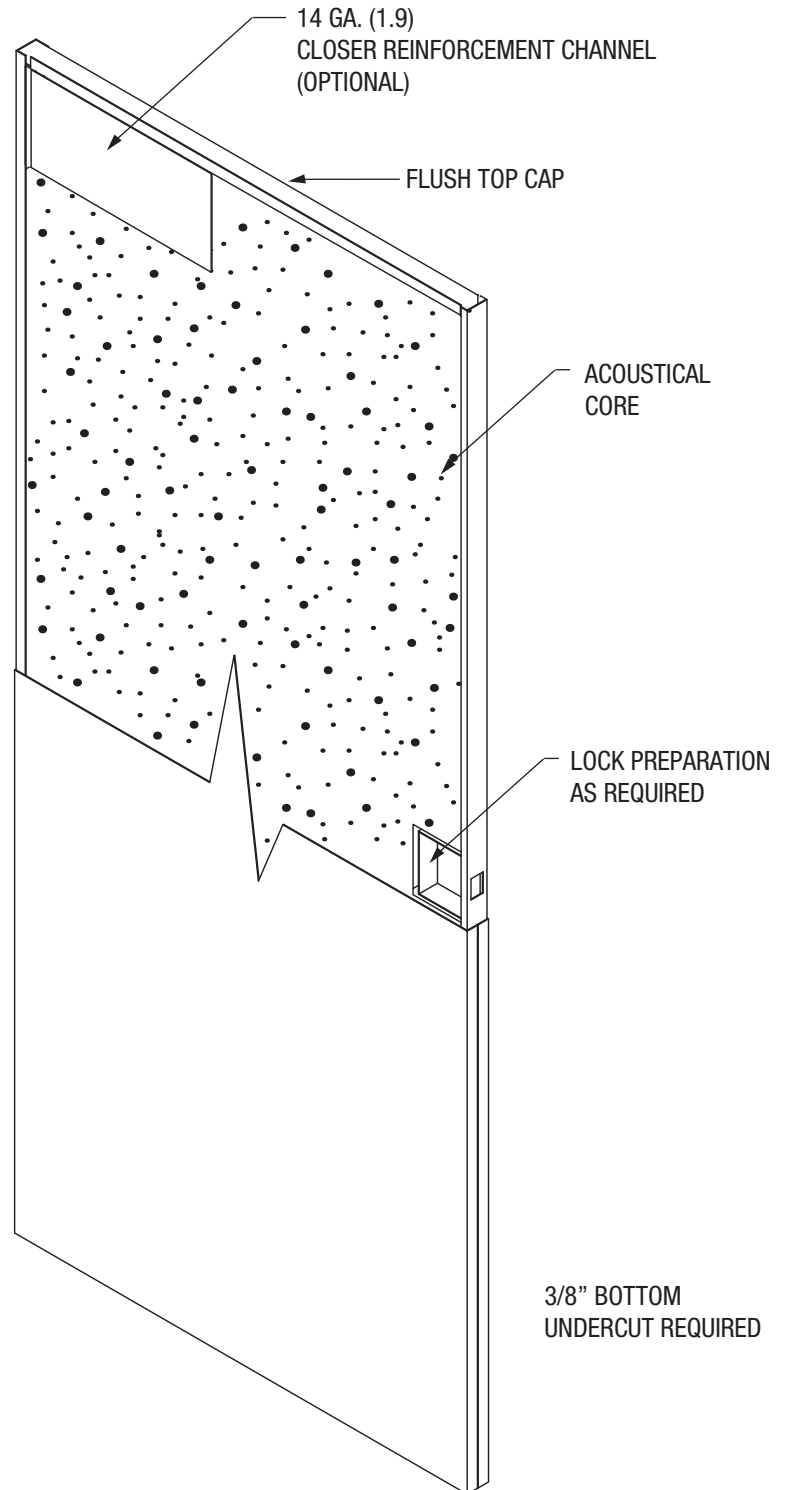 14 GA. (1.9)
CLOSER REINFORCEMENT CHANNEL
(OPTIONAL)
FLUSH TOP CAP
ACOUSTICAL
CORE
LOCK PREPARATION
AS REQUIRED
3/8” BOTTOM
UNDERCUT REQUIRED